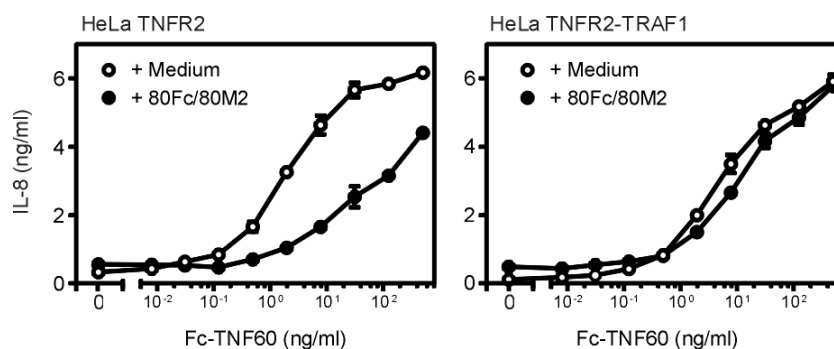 HeLa TNFR2
IL-8 (ng/ml)
6
4
2
0
+ Medium
+ 80Fc/80M2
0 10-2 10-1 100 101 102
Fc-TNF60 (ng/ml)
HeLa TNFR2-TRAF1
6
4
2
0
+ Medium
+ 80Fc/80M2
0 10-2 10-1 100 101 102
Fc-TNF60 (ng/ml)